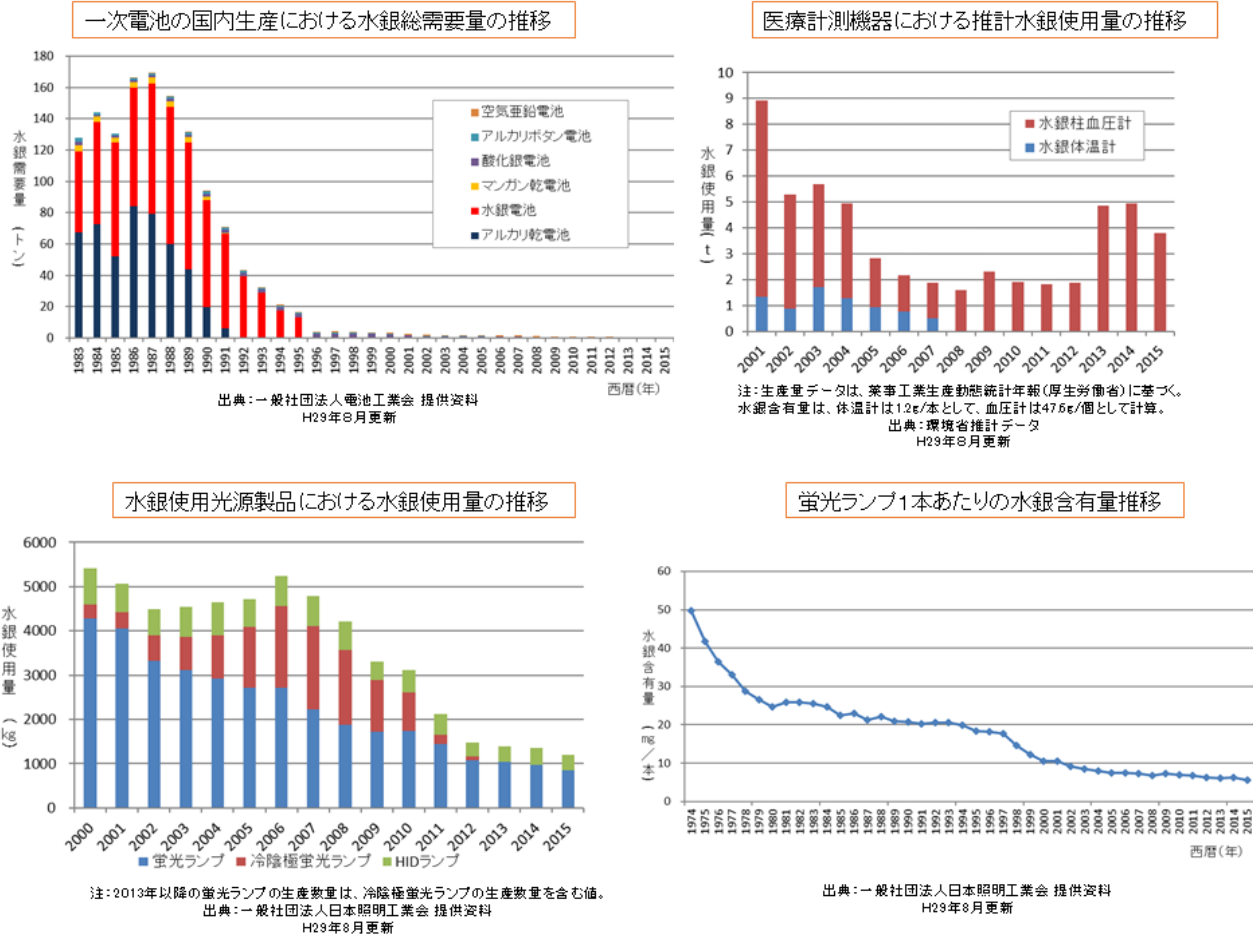 一次電池の国内生産における水銀総需要量の推移
水銀需要量（トン）
180
160
140
120
100
80
60
40
20
0
空気亜鉛電池
アルカリボタン電池
酸化銀電池
マンガン乾電池
水銀電池
アルカリ乾電池
1983 1984 1985 1986 1987 1988 1989 1990 1991 1992 1993 1994 1995 1996 1997 1998 1999 2000 2001 2002 2003 2004 2005 2006 2007 2008 2009 2010 2011 2012 2013 2014 2015
西暦(年)
出典：一般社団法人電池工業会 提供資料
H29年8月更新
医療計測機器における推計水銀使用量の推移
水銀使用量(t)
10
9
8
7
6
5
4
3
2
1
0
水銀柱血圧計
水銀体温計
2001 2002 2003 2004 2005 2006 2007 2008 2009 2010 2011 2012 2013 2014 2015
注：生産量データは、薬事工業生産動態統計年報(厚生労働省)に基づく。
水銀含有量は、体温計は1.2g/本として、血圧計は47.6g/個として計算。
出典：環境省推計データ
H29年8月更新
水銀使用光源製品における水銀使用量の推移
水銀使用量(kg)
6000
5000
4000
3000
2000
1000
0
2000 2001 2002 2003 2004 2005 2006 2007 2008 2009 2010 2011 2012 2013 2014 2015
蛍光ランプ 冷陰極蛍光ランプ HIDランプ
注：2013年以降の蛍光ランプの生産数量は、冷陰極蛍光ランプの生産数量を含む値。
出典：一般社団法人日本照明工業会 提供資料
H29年8月更新
蛍光ランプ1本あたりの水銀含有量推移
水銀含有量(mg／本)
60
50
40
30
20
10
0
1974 1975 1976 1977 1978 1979 1980 1981 1982 1983 1984 1985 1986 1987 1988 1989 1990 1991 1992 1993 1994 1995 1996 1997 1998 1999 2000 2001 2002 2003 2004 2005 2006 2007 2008 2009 2010 2011 2012 2013 2014 2015
西暦(年)
出典：一般社団法人日本照明工業会 提供資料
H29年8月更新